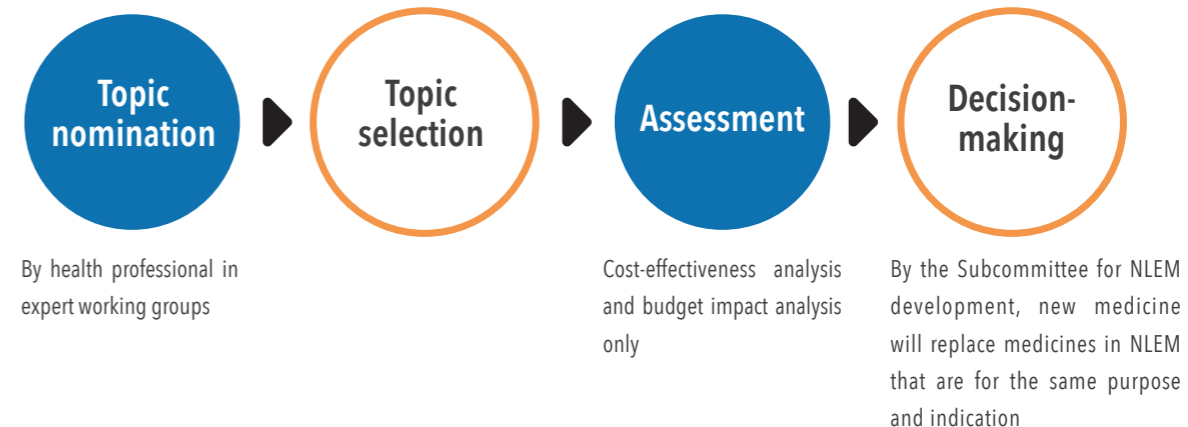 Topic
nomination
Topic
selection
Assessment
Decision-
making
By health professional in
expert working groups
Cost-effectiveness analysis
and budget impact analysis
only
By the Subcommittee for NLEM
development, new medicine
will replace medicines in NLEM
that are for the same purpose
and indication